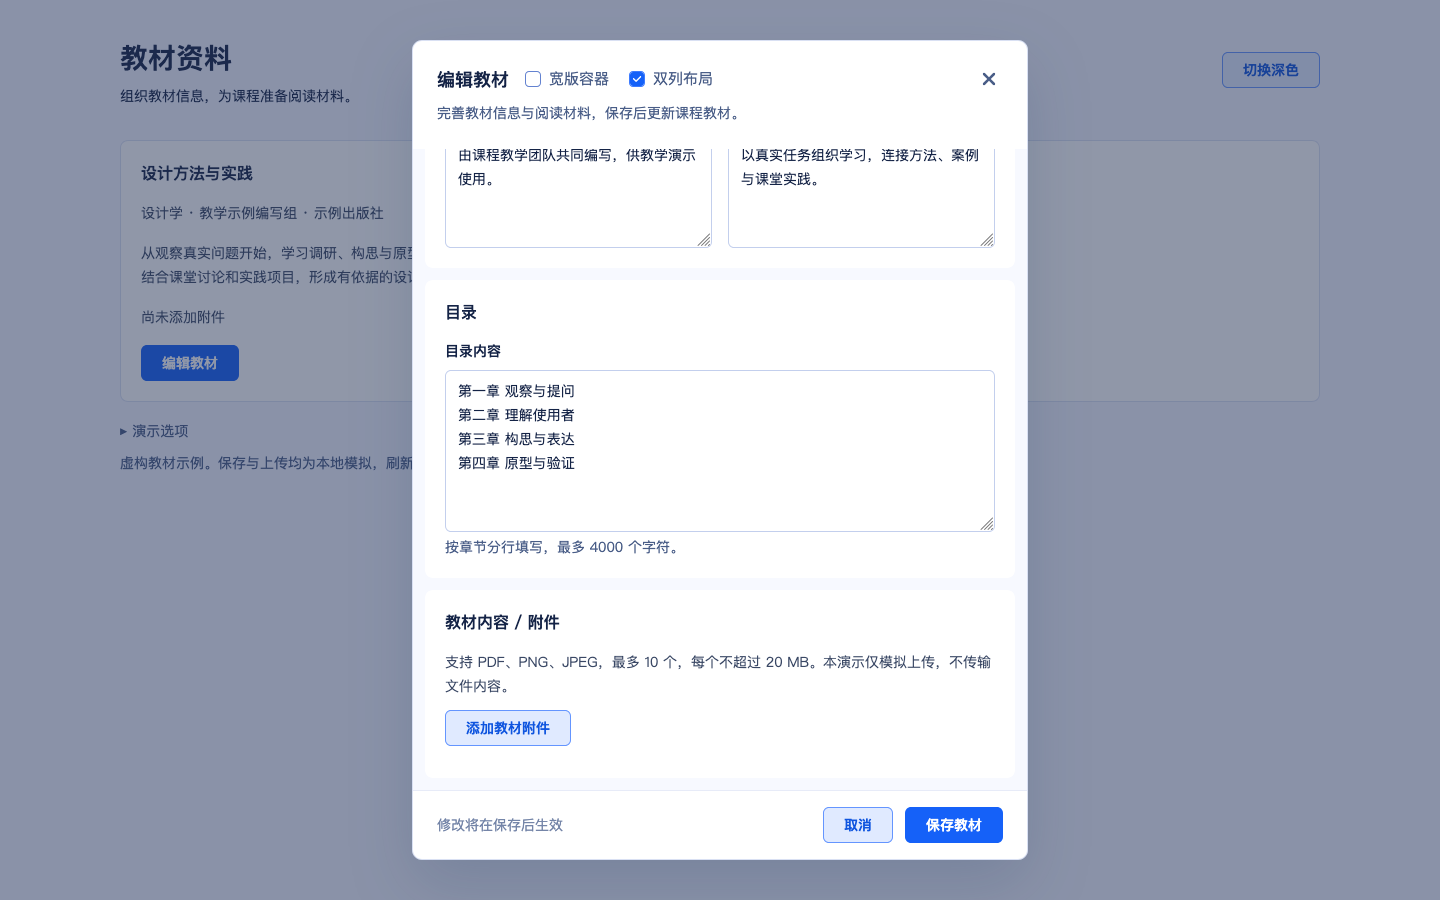 教材资料
组织教材信息，为课程准备阅读材料。
切换深色
设计方法与实践
设计学 · 教学示例编写组 · 示例出版社
从观察真实问题开始，学习调研、构思与原
结合课堂讨论和实践项目，形成有依据的设
尚未添加附件
编辑教材
▸ 演示选项
虚构教材示例。保存与上传均为本地模拟，刷新
编辑教材
宽版容器
双列布局
完善教材信息与阅读材料，保存后更新课程教材。
由课程教学团队共同编写，供教学演示
使用。
以真实任务组织学习，连接方法、案例
与课堂实践。
目录
目录内容
第一章 观察与提问
第二章 理解使用者
第三章 构思与表达
第四章 原型与验证
按章节分行填写，最多 4000 个字符。
教材内容 / 附件
支持 PDF、PNG、JPEG，最多 10 个，每个不超过 20 MB。本演示仅模拟上传，不传输
文件内容。
添加教材附件
修改将在保存后生效
取消
保存教材